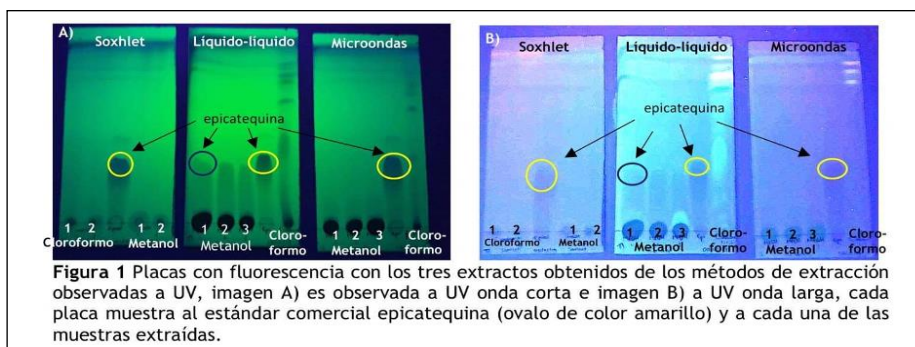 A)
Soxhlet
Líquido-líquido
Microondas
epicatequina
1 2 1 2
Cloroformo Metanol
1 2 3
Metanol
Cloro-
formo
1 2 3
Metanol
Cloro-
formo
B)
Soxhlet
Líquido-líquido
Microondas
epicatequina
1 2 1 2
Cloroformo Metanol
1 2 3
Metanol
Cloro-
formo
1 2 3
Metanol
Cloro-
formo
Figura 1 Placas con fluorescencia con los tres extractos obtenidos de los métodos de extracción
observadas a UV, imagen A) es observada a UV onda corta e imagen B) a UV onda larga, cada
placa muestra al estándar comercial epicatequina (ovalo de color amarillo) y a cada una de las
muestras extraídas.